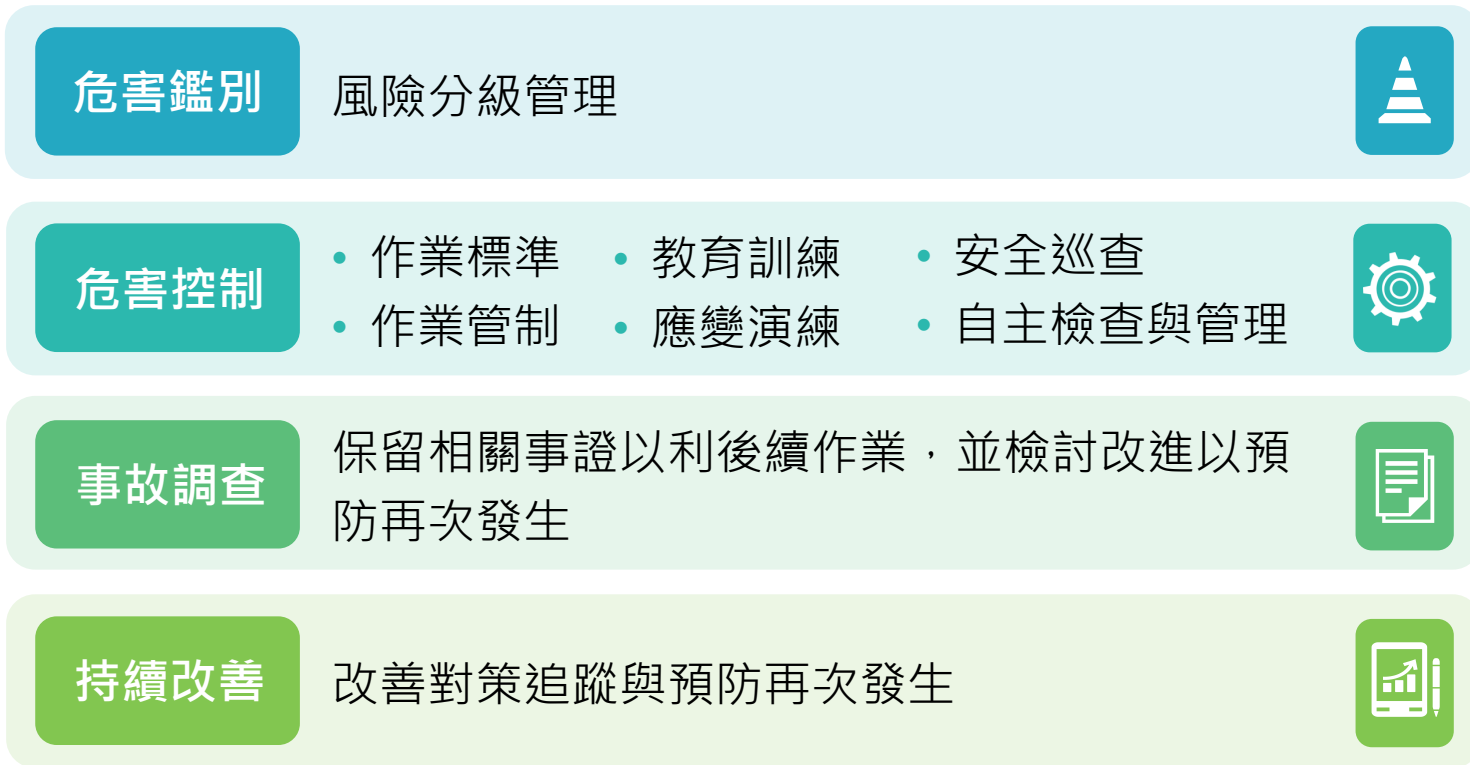 危害鑑別
風險分級管理
危害控制
• 作業標準
• 作業管制
• 教育訓練
• 應變演練
• 安全巡查
• 自主檢查與管理
事故調查
保留相關事證以利後續作業，並檢討改進以預
防再次發生
持續改善
改善對策追蹤與預防再次發生